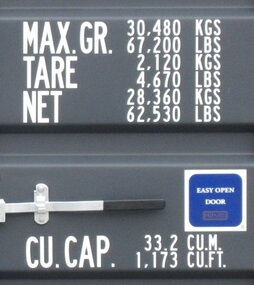 MAX.GR. 30,480 KGS
67,200 LBS
TARE 2,120 KGS
4,670 LBS
NET 28,360 KGS
62,530 LBS
EASY OPEN
DOOR
CU.CAP. 33.2 CU.M.
1,173 CU.FT.